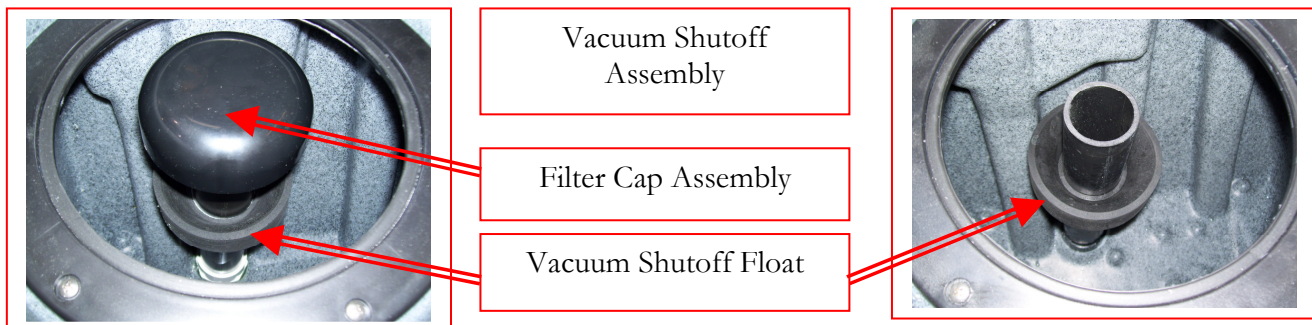 Vacuum Shutoff
Assembly
Filter Cap Assembly
Vacuum Shutoff Float